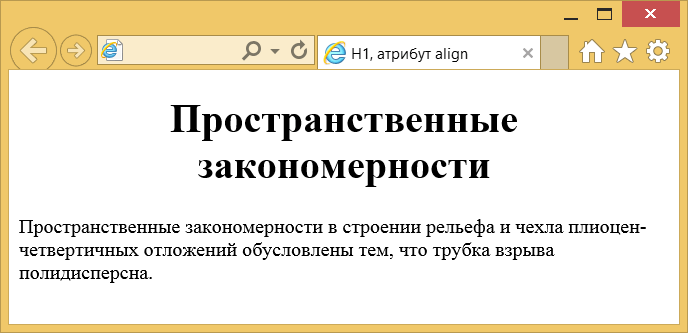 H1, атрибут align
Пространственные
закономерности
Пространственные закономерности в строении рельефа и чехла плиоцен-
четвертичных отложений обусловлены тем, что трубка взрыва
полидисперсна.